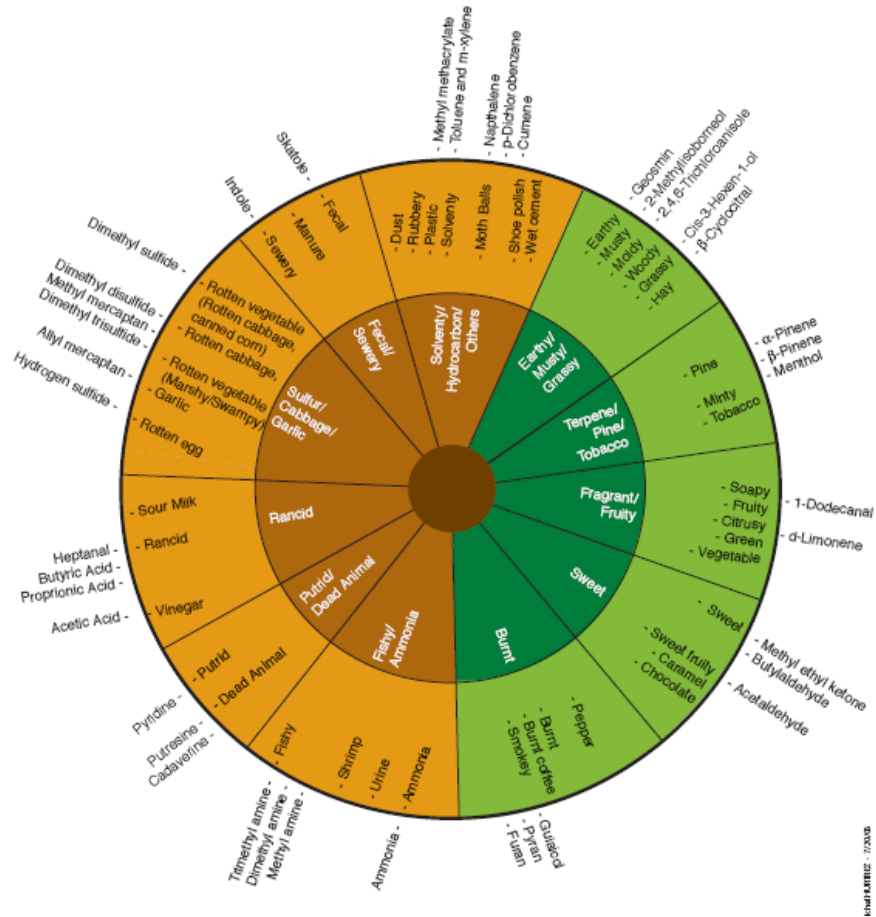 - Methyl methacrylate
- Toluene and m-xylene
- Napthalene
- p-Dichlorobenzene
- Cumene
- Dust
- Rubbery
- Plastic
- Solventy
- Moth Balls
- Shoe polish
- Wet cement
Solventy/
Hydrocarbon/
Others
- Geosmin
- 2-Methylisoborneol
- 2,4,6-Trichloroanisole
- Cis-3-Hexen-1-ol
- β-Cyclocitral
- Earthy
- Musty
- Moldy
- Woody
- Grassy
- Hay
Earthy/
Musty/
Grassy
- α-Pinene
- β-Pinene
- Menthol
- Pine
- Minty
- Tobacco
Terpene/
Pine/
Tobacco
- 1-Dodecanal
- d-Limonene
- Soapy
- Fruity
- Citrusy
- Green
- Vegetable
Fragrant/
Fruity
- Methyl ethyl ketone
- Butylaldehyde
- Acetaldehyde
- Sweet
- Sweet fruity
- Caramel
- Chocolate
Sweet
- Pepper
- Burnt
- Burnt coffee
- Smokey
- Guiaicol
- Pyran
- Furan
Burnt
Fishy/
Ammonia
- Fishy
- Shrimp
- Urine
- Ammonia
Trimethyl amine -
Dimethyl amine -
Methyl amine -
Ammonia -
Putrid/
Dead Animal
- Putrid
- Dead Animal
Pyridine -
Putresine -
Cadaverine -
Rancid
- Sour Milk
- Rancid
- Vinegar
Heptanal -
Butyric Acid -
Proprionic Acid -
Acetic Acid -
Sulfur/
Cabbage/
Garlic
- Rotten vegetable
(Rotten cabbage,
canned corn)
- Rotten cabbage,
- Rotten vegetable
(Marshy/Swampy)
- Garlic
- Rotten egg
Dimethyl sulfide -
Dimethyl disulfide -
Methyl mercaptan -
Dimethyl trisulfide -
Allyl mercaptan -
Hydrogen sulfide -
Fecal/
Sewery
- Fecal
- Manure
- Sewery
Skatole -
Indole -